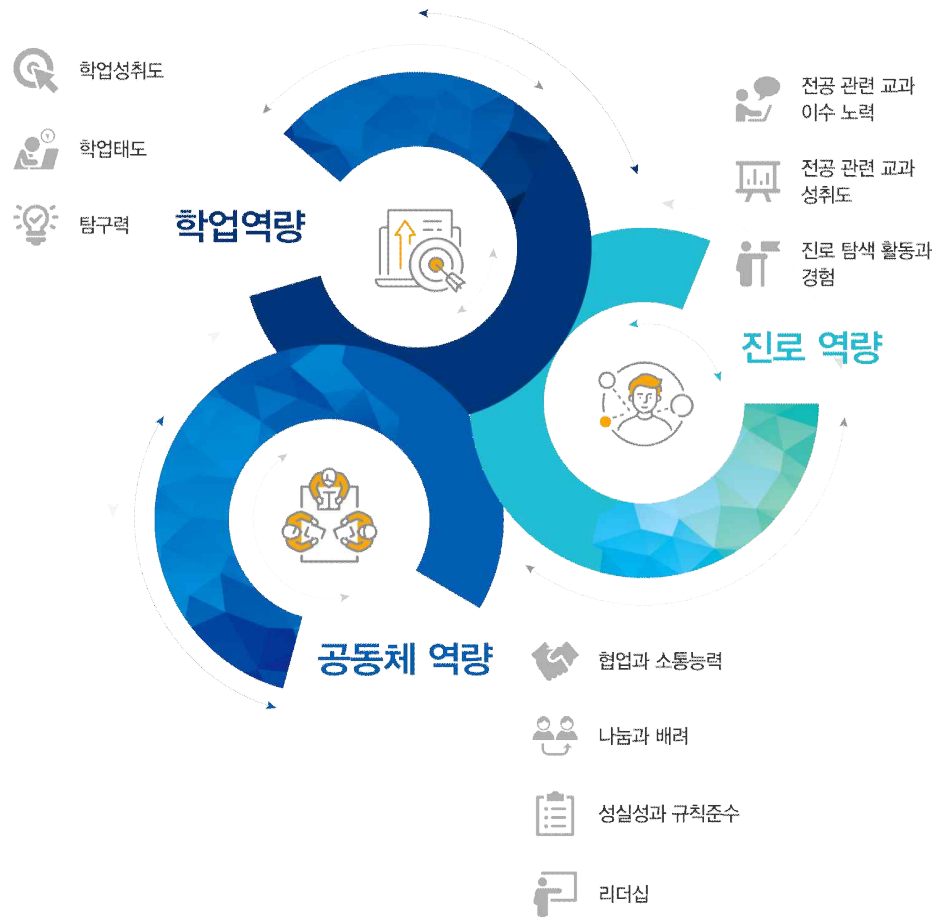 학업성취도
학업태도
탐구력
학업역량
전공 관련 교과
이수 노력
전공 관련 교과
성취도
진로 탐색 활동과
경험
진로 역량
공동체 역량
협업과 소통능력
나눔과 배려
성실성과 규칙준수
리더십